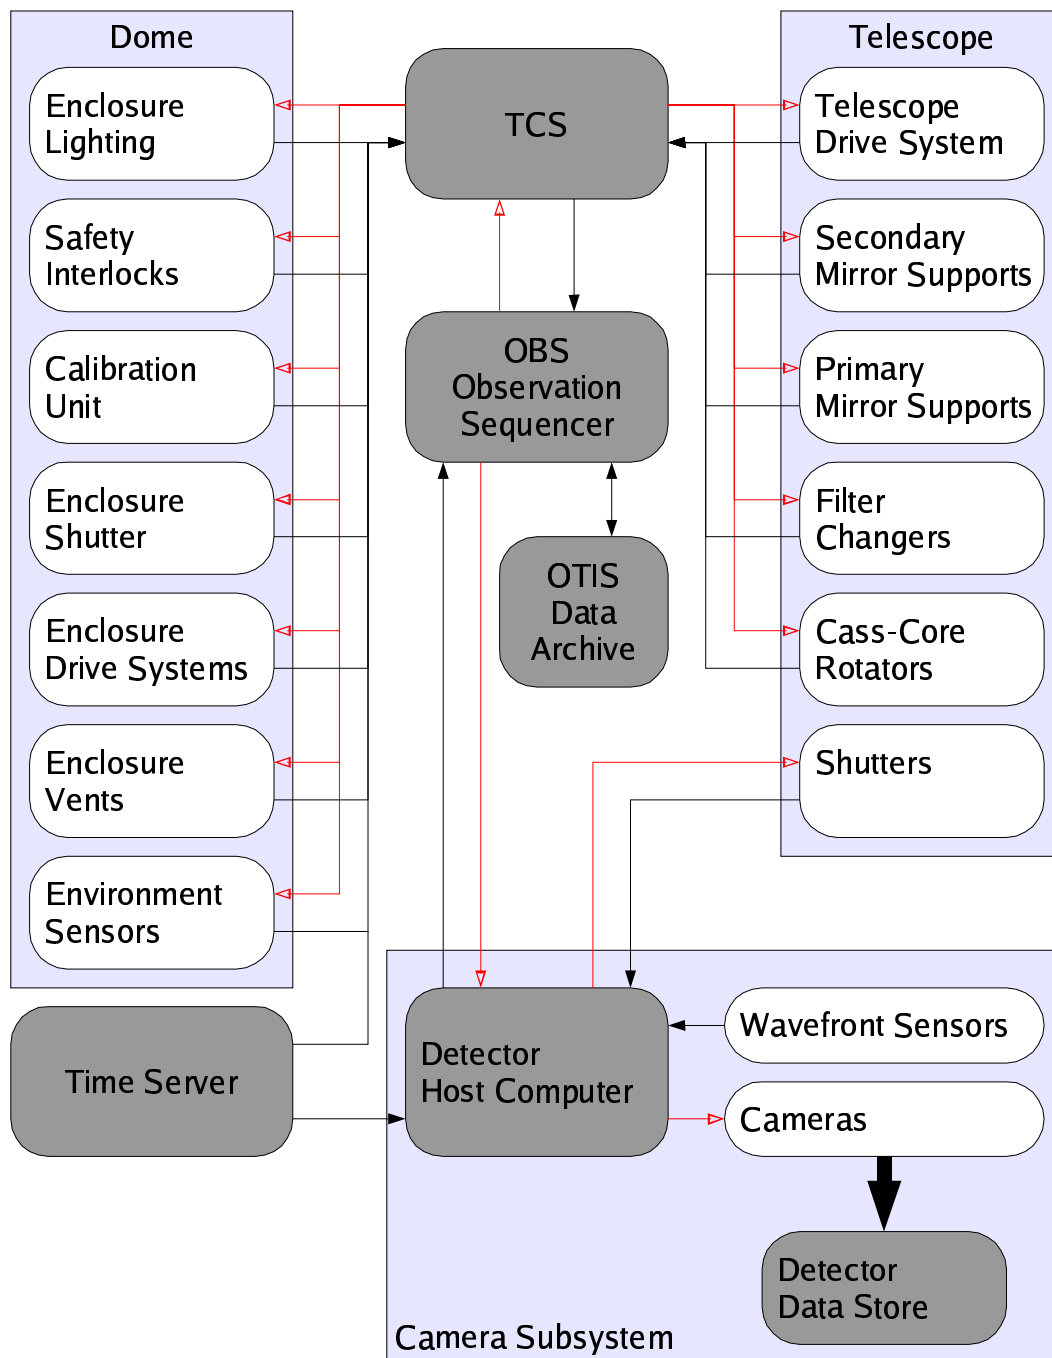 Dome
Enclosure
Lighting
Safety
Interlocks
Calibration
Unit
Enclosure
Shutter
Enclosure
Drive Systems
Enclosure
Vents
Environment
Sensors
Time Server
TCS
OBS
Observation
Sequencer
OTIS
Data
Archive
Telescope
Telescope
Drive System
Secondary
Mirror Supports
Primary
Mirror Supports
Filter
Changers
Cass-Core
Rotators
Shutters
Detector
Host Computer
Wavefront Sensors
Cameras
Detector
Data Store
Camera Subsystem